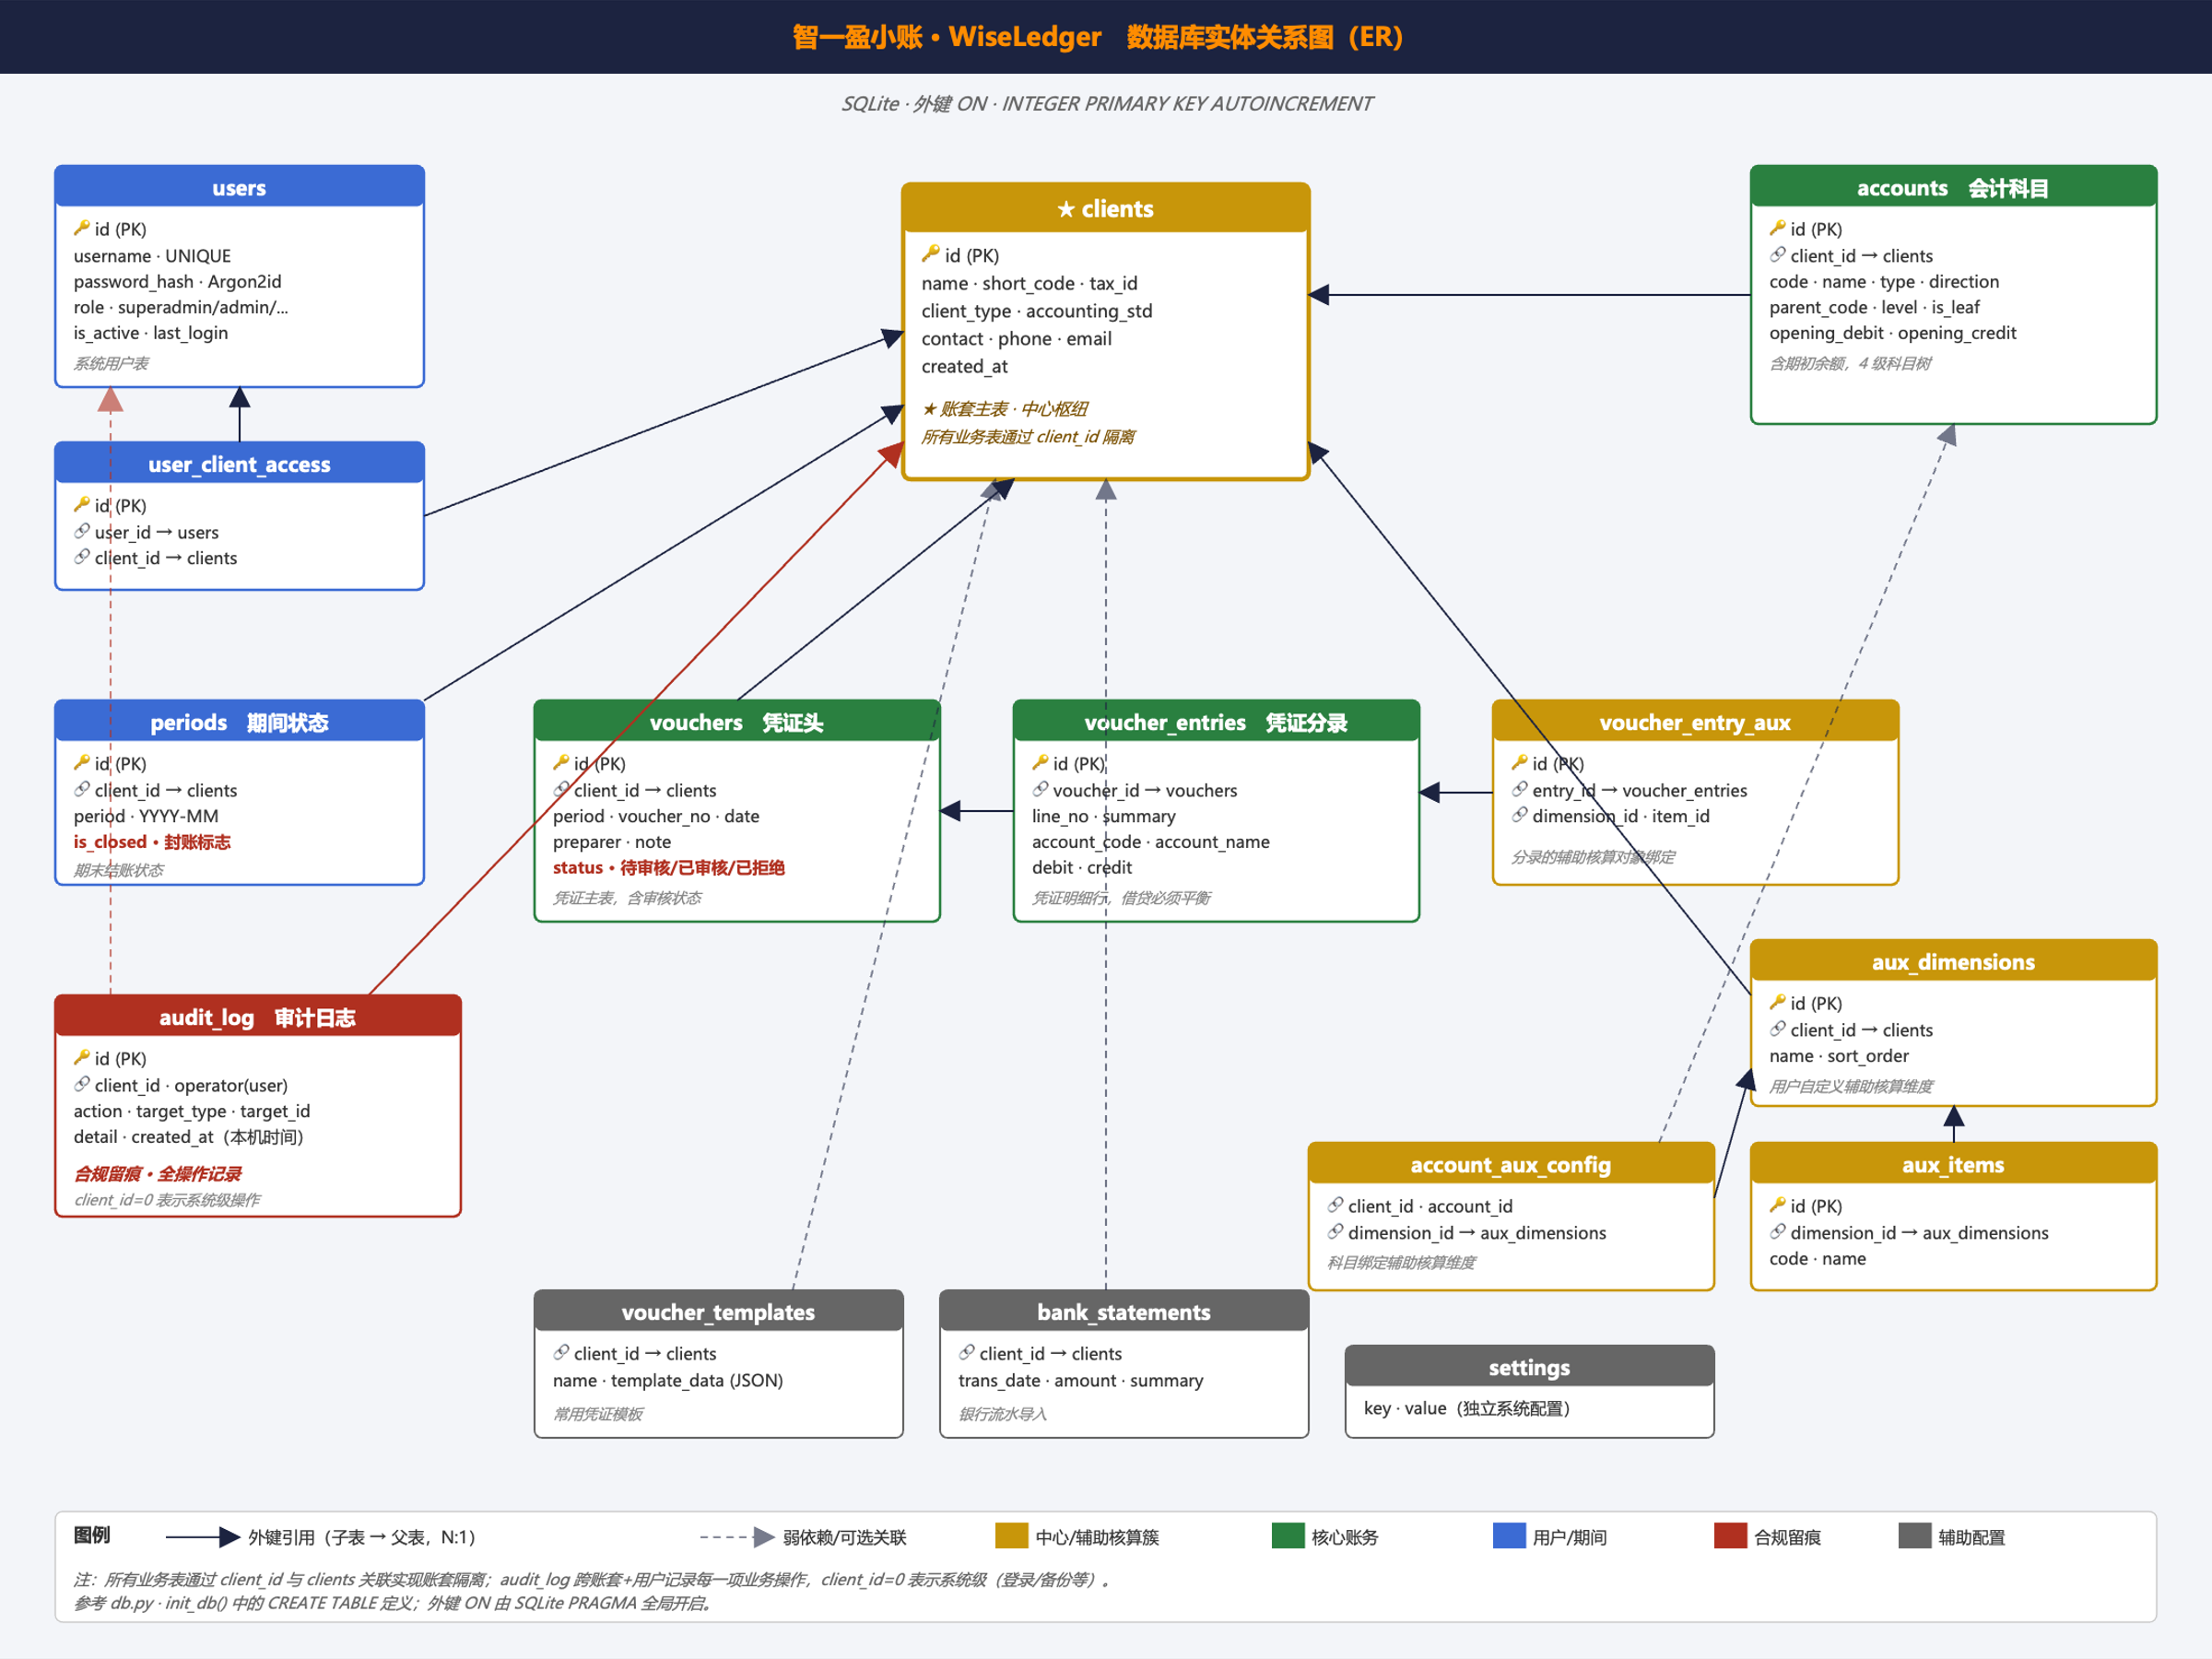 智一盈小账 · WiseLedger 数据库实体关系图（ER）
SQLite · 外键 ON · INTEGER PRIMARY KEY AUTOINCREMENT
users
id (PK)
username · UNIQUE
password_hash · Argon2id
role · superadmin/admin/...
is_active · last_login
系统用户表
★ clients
id (PK)
name · short_code · tax_id
client_type · accounting_std
contact · phone · email
created_at
★ 账套主表 · 中心枢纽
所有业务表通过 client_id 隔离
accounts 会计科目
id (PK)
client_id → clients
code · name · type · direction
parent_code · level · is_leaf
opening_debit · opening_credit
含期初余额，4 级科目树
user_client_access
id (PK)
user_id → users
client_id → clients
periods 期间状态
id (PK)
client_id → clients
period · YYYY-MM
is_closed · 封账标志
期末结账状态
vouchers 凭证头
id (PK)
client_id → clients
period · voucher_no · date
preparer · note
status · 待审核/已审核/已拒绝
凭证主表，含审核状态
voucher_entries 凭证分录
id (PK)
voucher_id → vouchers
line_no · summary
account_code · account_name
debit · credit
凭证明细行，借贷必须平衡
voucher_entry_aux
id (PK)
entry_id → voucher_entries
dimension_id · item_id
分录的辅助核算对象绑定
aux_dimensions
id (PK)
client_id → clients
name · sort_order
用户自定义辅助核算维度
audit_log 审计日志
id (PK)
client_id · operator(user)
action · target_type · target_id
detail · created_at（本机时间）
合规留痕 · 全操作记录
client_id=0 表示系统级操作
account_aux_config
client_id · account_id
dimension_id → aux_dimensions
科目绑定辅助核算维度
aux_items
id (PK)
dimension_id → aux_dimensions
code · name
voucher_templates
client_id → clients
name · template_data (JSON)
常用凭证模板
bank_statements
client_id → clients
trans_date · amount · summary
银行流水导入
settings
key · value（独立系统配置）
图例 外键引用（子表 → 父表，N:1） 弱依赖/可选关联 中心/辅助核算簇 核心账务 用户/期间 合规留痕 辅助配置
注：所有业务表通过 client_id 与 clients 关联实现账套隔离；audit_log 跨账套+用户记录每一项业务操作，client_id=0 表示系统级（登录/备份等）。
参考 db.py · init_db() 中的 CREATE TABLE 定义；外键 ON 由 SQLite PRAGMA 全局开启。